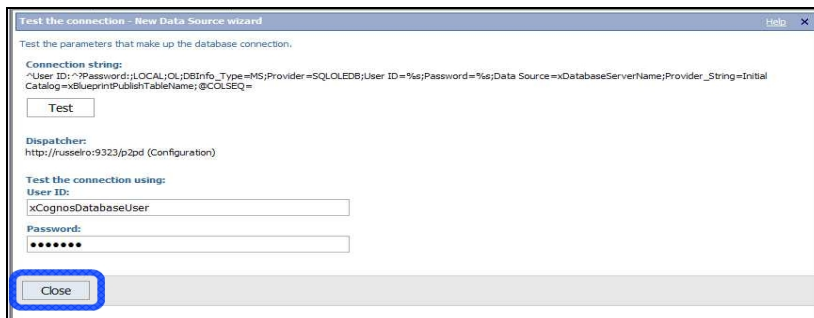 Test the connection - New Data Source wizard
Help X
Test the parameters that make up the database connection.
Connection string:
^User ID:^?Password:;LOCAL;OL;DBInfo_Type=MS;Provider=SQLOLEDB;User ID=%s;Password=%s;Data Source=xDatabaseServerName;Provider_String=Initial
Catalog=xBlueprintPublishTableName;@COLSEQ=
Test
Dispatcher:
http://russelro:9323/p2pd (Configuration)
Test the connection using:
User ID:
xCognosDatabaseUser
Password:
•••••••
Close